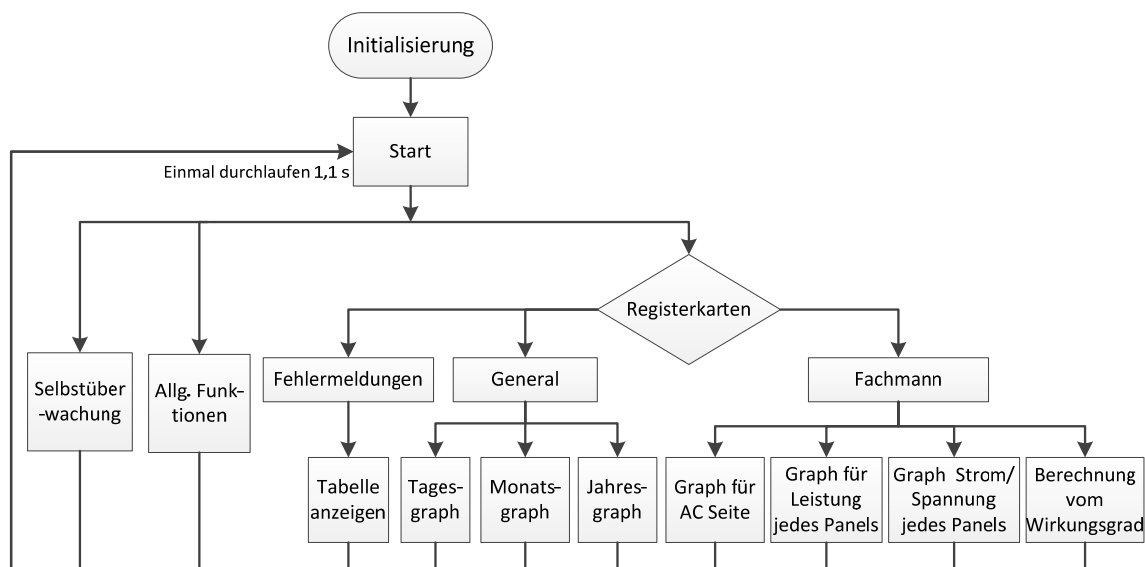 Initialisierung
Start
Einmal durchlaufen 1,1 s
Registerkarten
Selbstüber
-wachung
Allg. Funk-
tionen
Fehlermeldungen
General
Fachmann
Tabelle
anzeigen
Tages-
graph
Monats-
graph
Jahres-
graph
Graph für
AC Seite
Graph für
Leistung
jedes Panels
Graph Strom/
Spannung
jedes Panels
Berechnung
vom
Wirkungsgrad